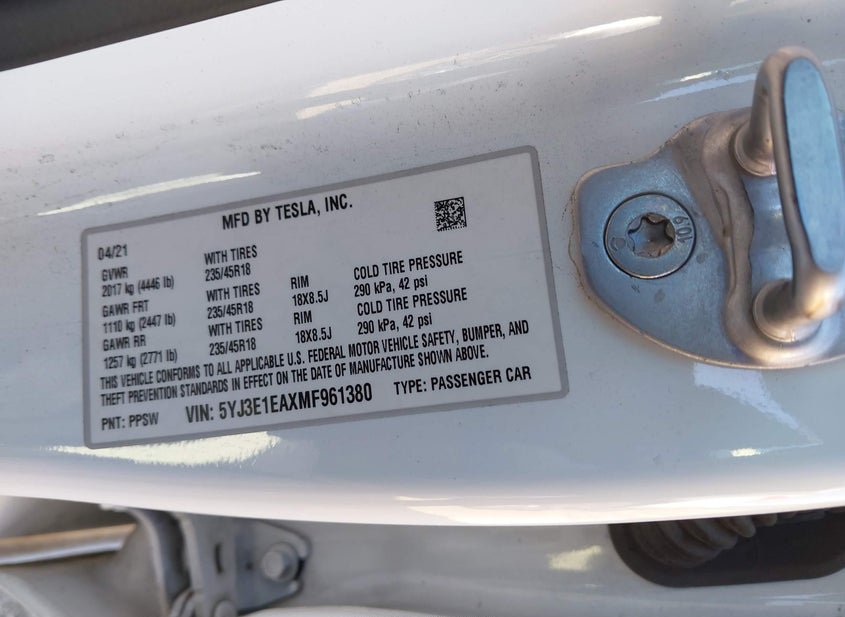 MFD BY TESLA, INC.
04/21
GVWR WITH TIRES
2017 kg (4446 lb) 235/45R18
GAWR FRT WITH TIRES RIM COLD TIRE PRESSURE
1110 kg (2447 lb) 235/45R18 18X8.5J 290 kPa, 42 psi
GAWR RR WITH TIRES RIM COLD TIRE PRESSURE
1257 kg (2771 lb) 235/45R18 18X8.5J 290 kPa, 42 psi
THIS VEHICLE CONFORMS TO ALL APPLICABLE U.S. FEDERAL MOTOR VEHICLE SAFETY, BUMPER, AND
THEFT PREVENTION STANDARDS IN EFFECT ON THE DATE OF MANUFACTURE SHOWN ABOVE.
PNT: PPSW VIN: 5YJ3E1EAXMF961380 TYPE: PASSENGER CAR
10.9